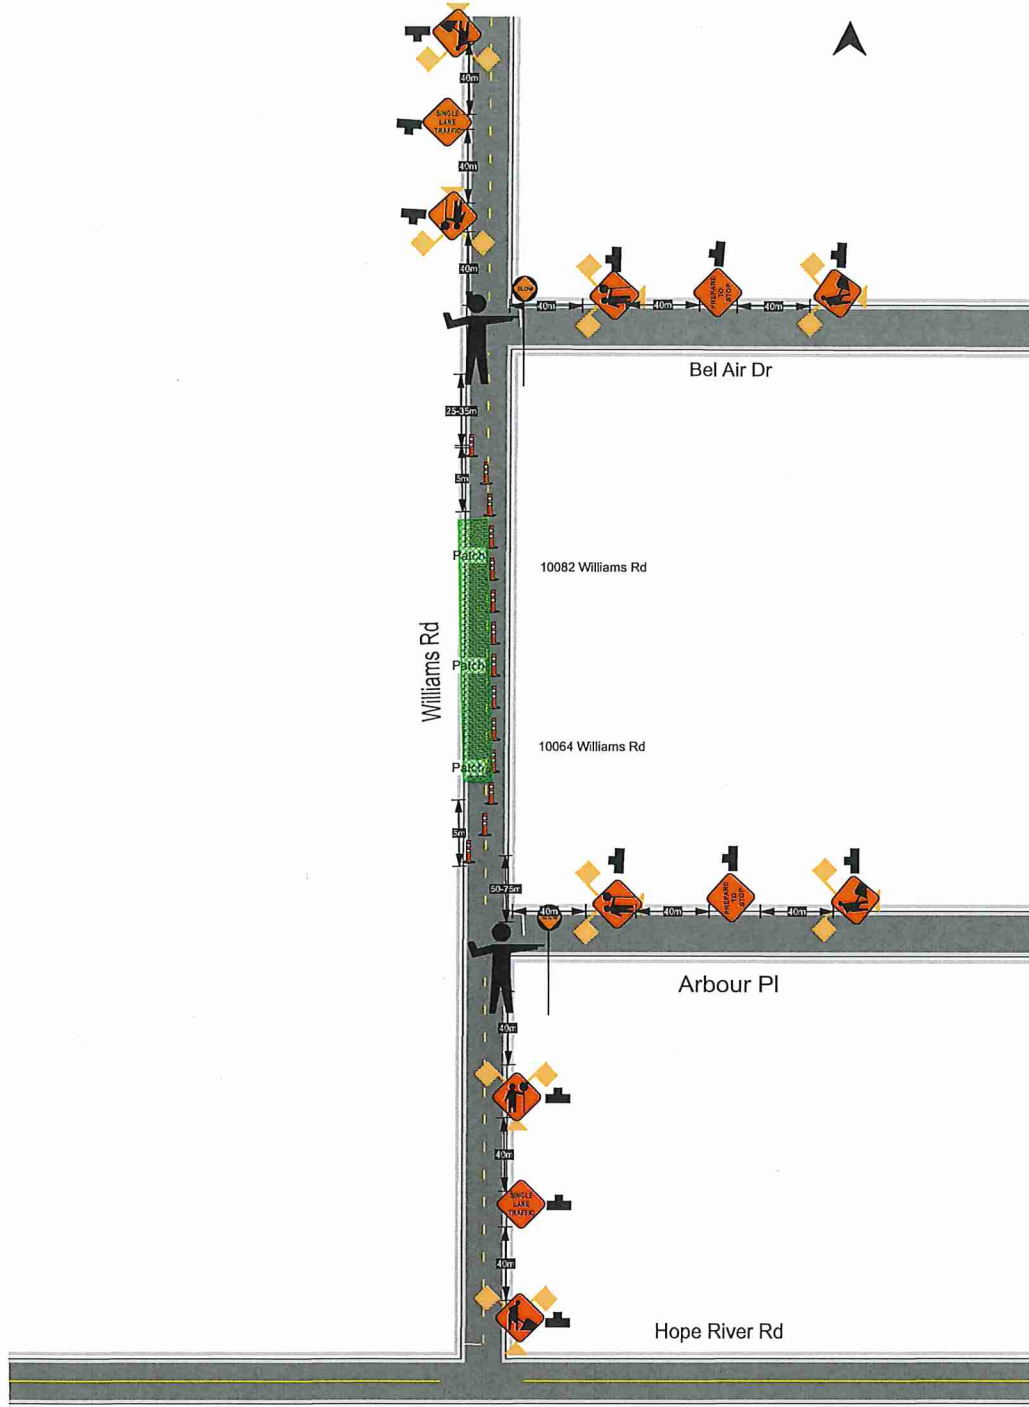 40m
SINGLE
LANE
TRAFFIC
40m
40m
SLOW
40m
40m
PREPARE
TO
STOP
40m
Bel Air Dr
25-35m
5m
Patch
10082 Williams Rd
Williams Rd
Patch
10064 Williams Rd
Patch
5m
50-75m
40m
SLOW
40m
PREPARE
TO
STOP
40m
Arbour Pl
40m
40m
SINGLE
LANE
TRAFFIC
40m
Hope River Rd